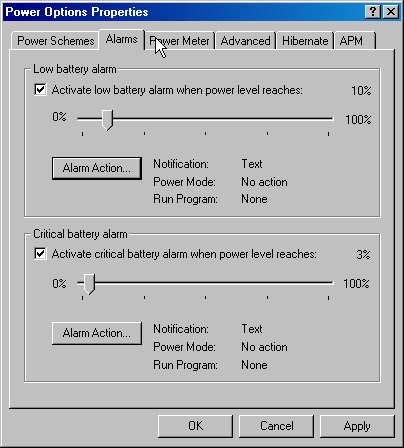 Power Options Properties
Power Schemes Alarms Power Meter Advanced Hibernate APM
Low battery alarm
Activate low battery alarm when power level reaches: 10%
0% 100%
Alarm Action... Notification: Text
Power Mode: No action
Run Program: None
Critical battery alarm
Activate critical battery alarm when power level reaches: 3%
0% 100%
Alarm Action... Notification: Text
Power Mode: No action
Run Program: None
OK Cancel Apply